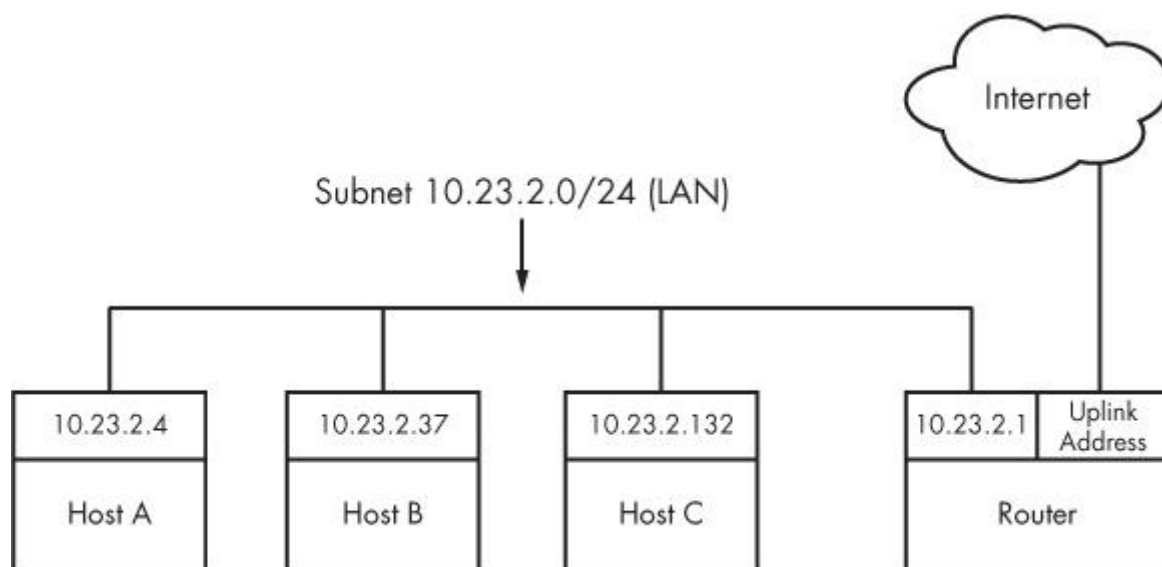 Internet
Subnet 10.23.2.0/24 (LAN)
10.23.2.4
10.23.2.37
10.23.2.132
10.23.2.1
Uplink
Address
Host A
Host B
Host C
Router